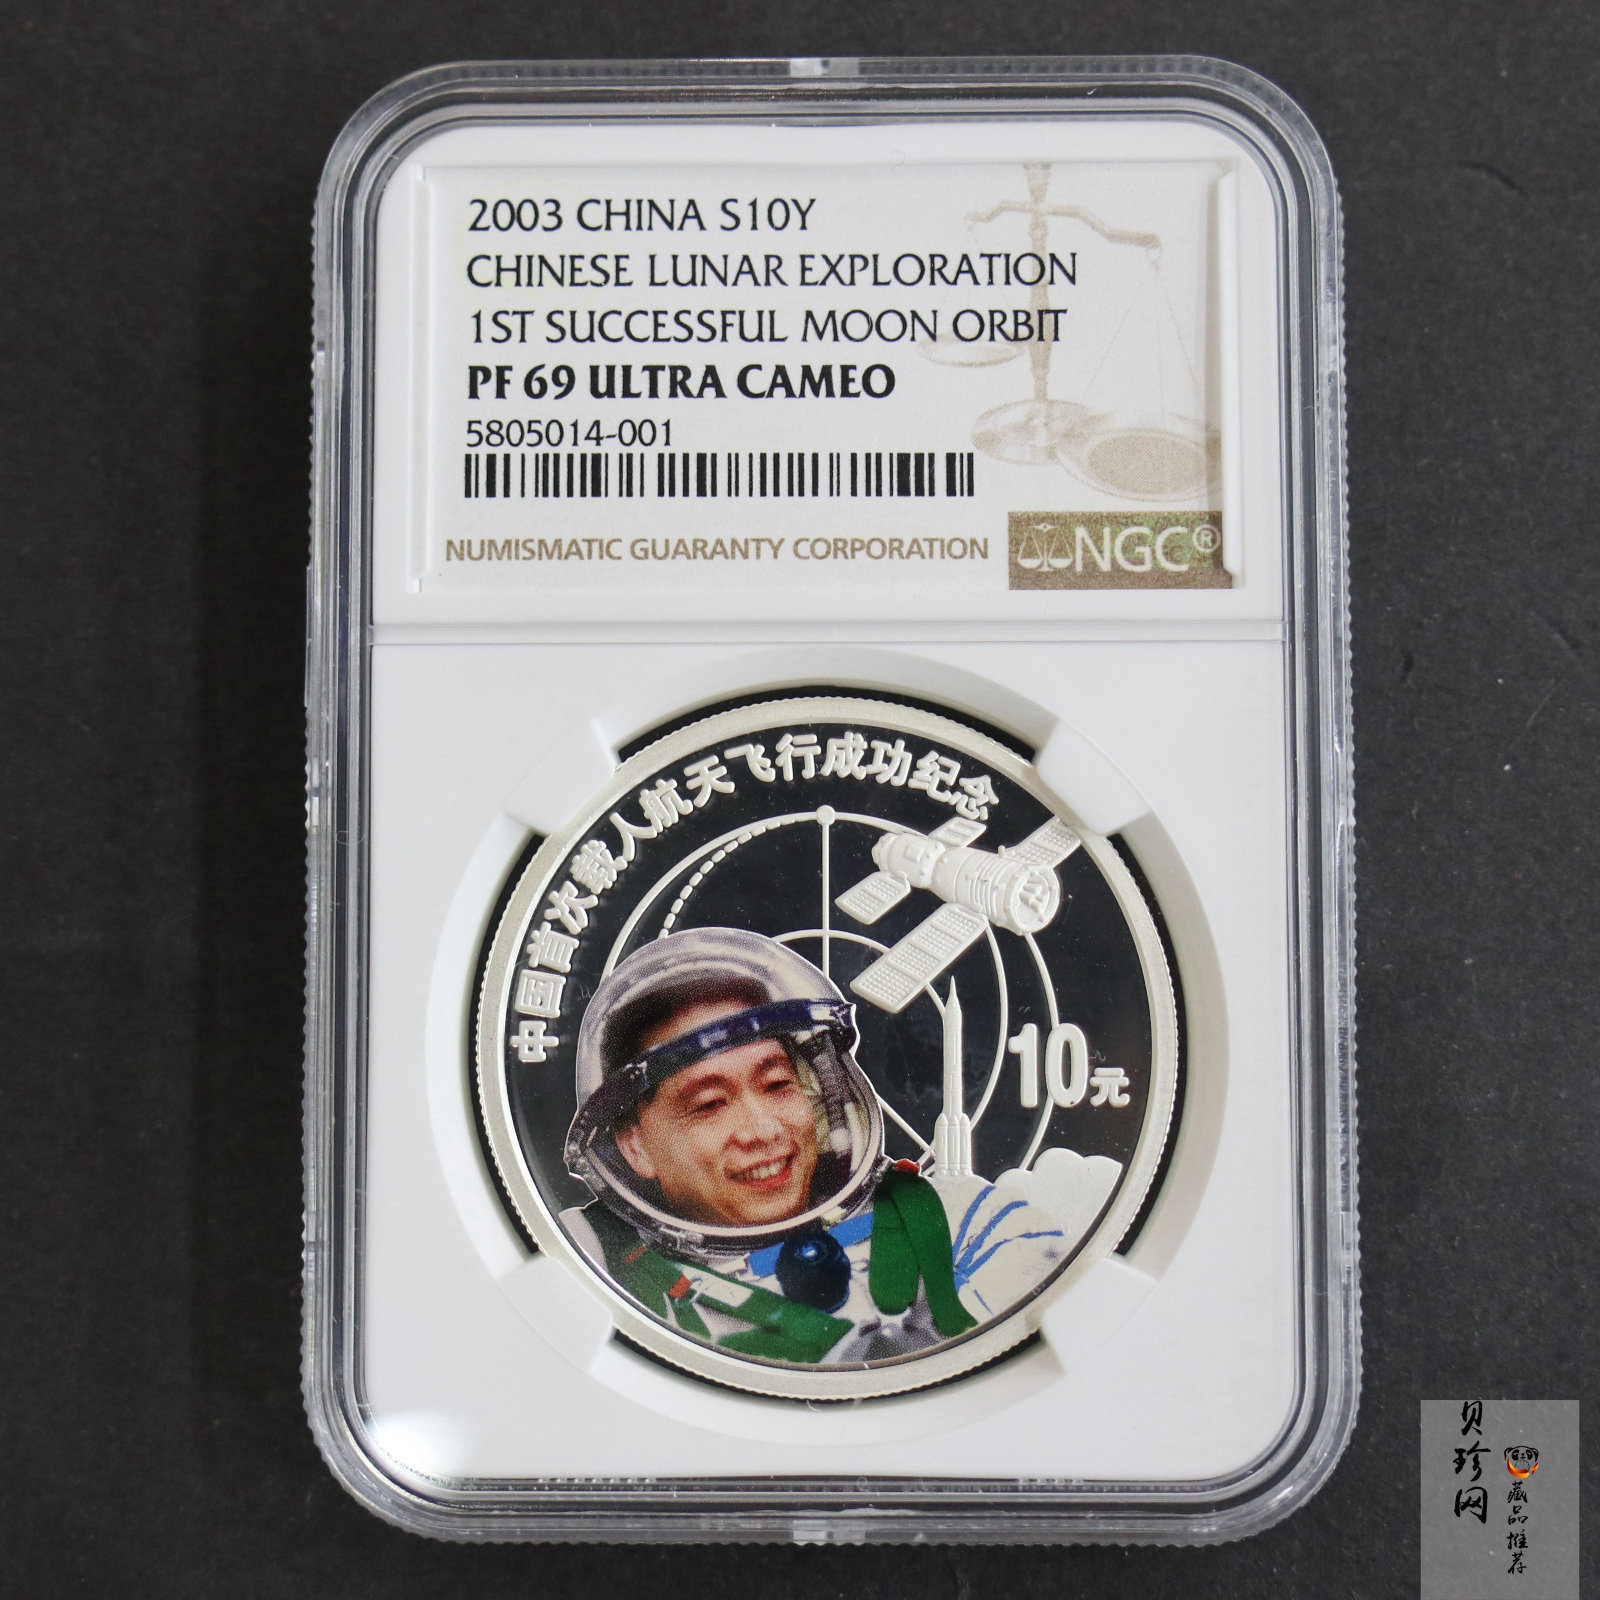 2003 CHINA S10Y
CHINESE LUNAR EXPLORATION
1ST SUCCESSFUL MOON ORBIT
PF 69 ULTRA CAMEO
5805014-001
NUMISMATIC GUARANTY CORPORATION
NGC®
中国首次载人航天飞行成功纪念
10元
贝珍网
藏品推荐